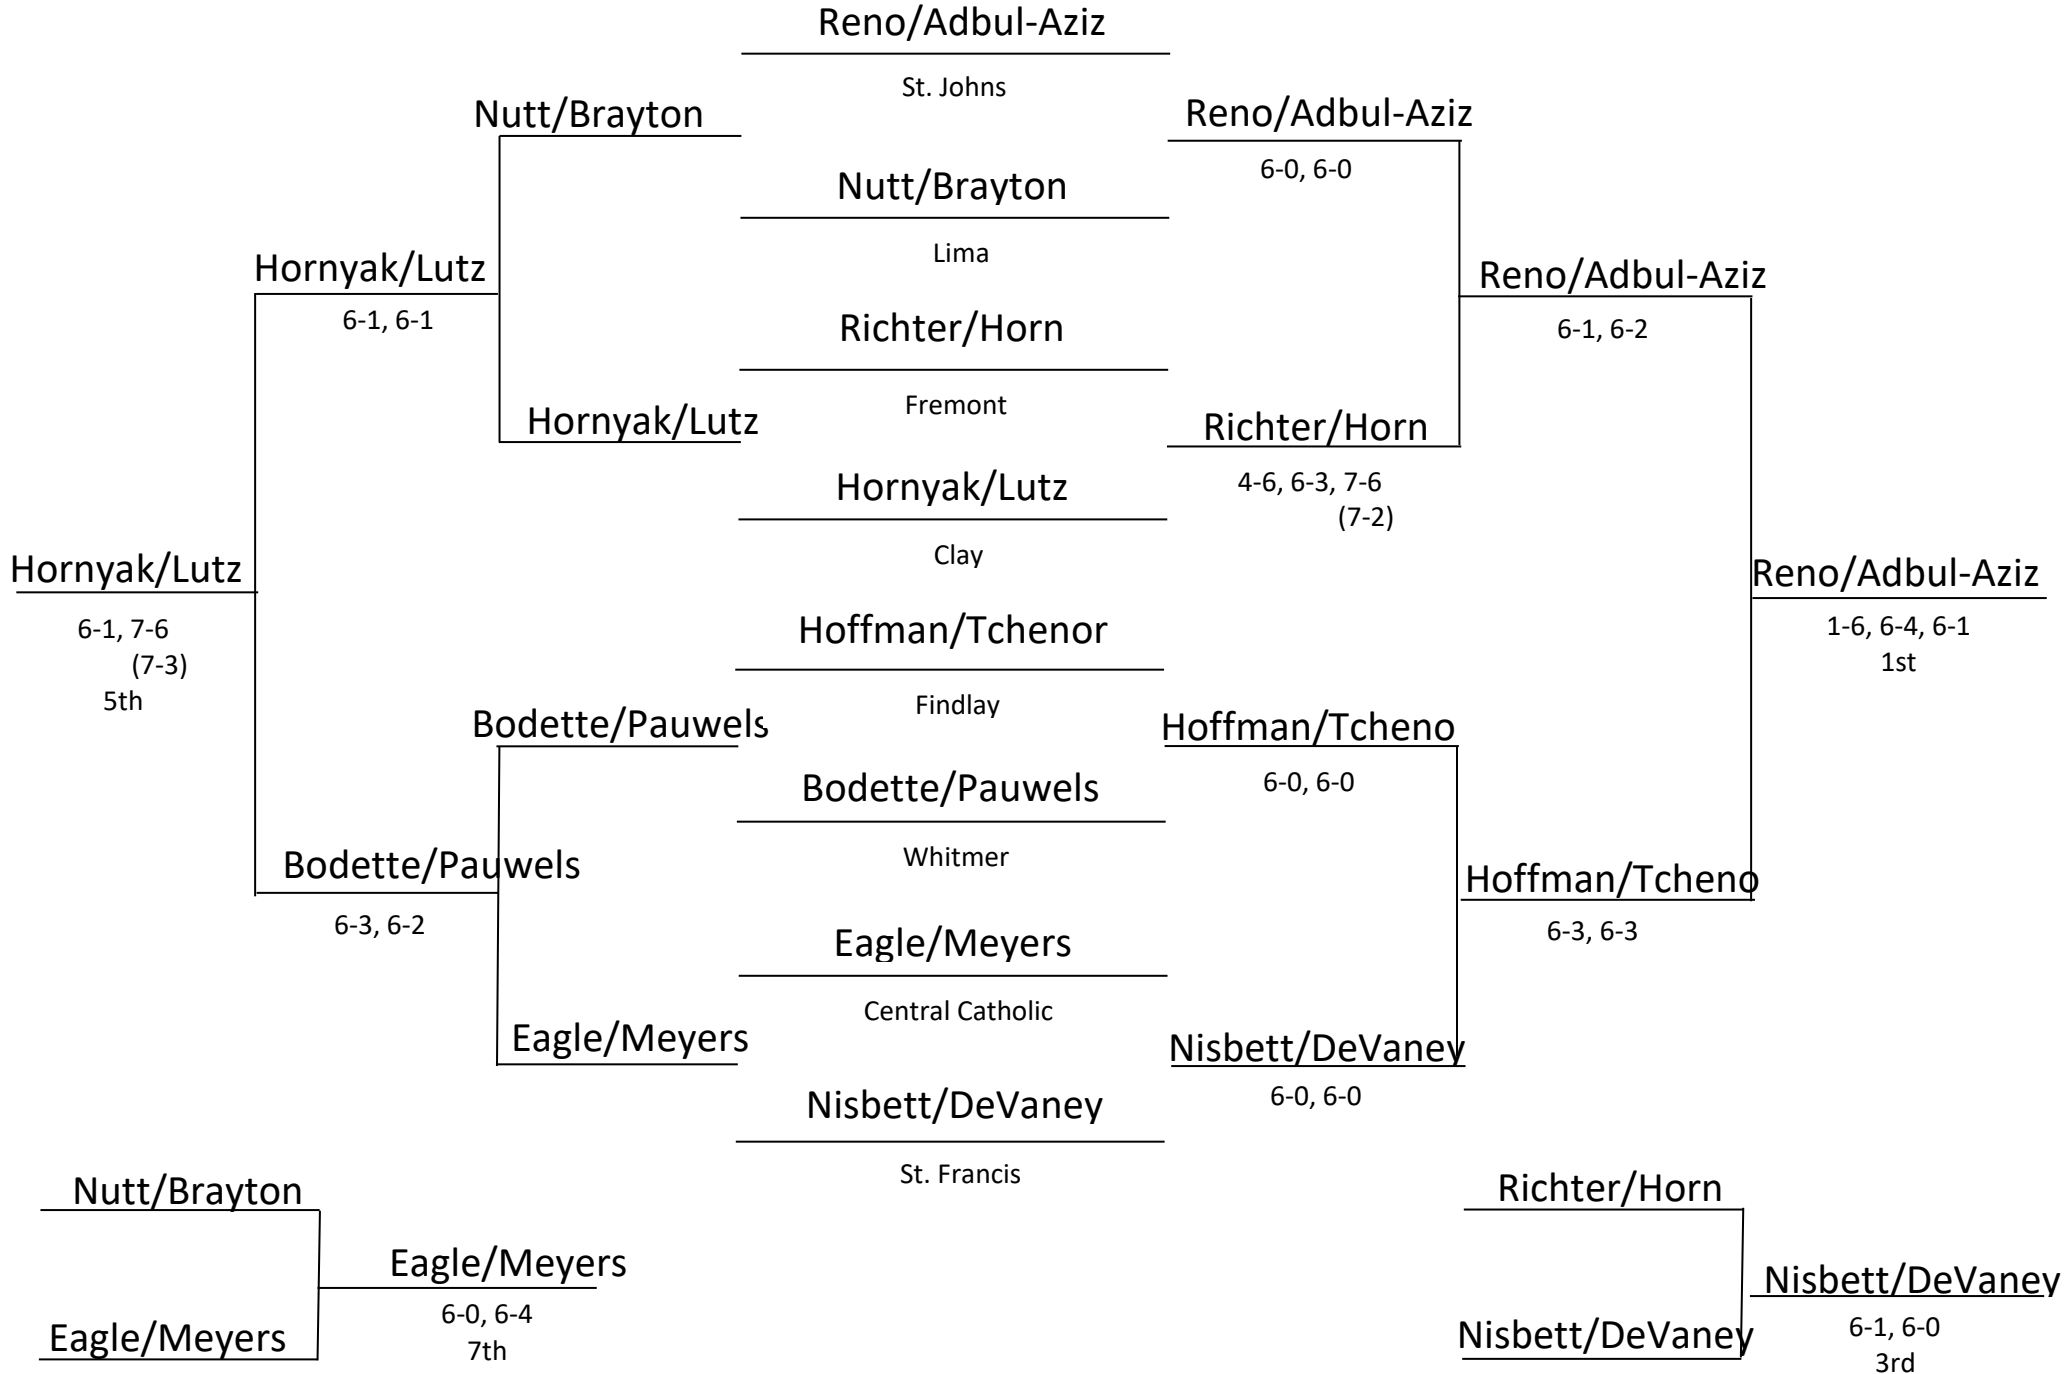 Reno/Adbul-Aziz
St. Johns
Nutt/Brayton
Reno/Adbul-Aziz
6-0, 6-0
Nutt/Brayton
Lima
Hornyak/Lutz
6-1, 6-1
Reno/Adbul-Aziz
6-1, 6-2
Richter/Horn
Fremont
Hornyak/Lutz
Richter/Horn
4-6, 6-3, 7-6
(7-2)
Hornyak/Lutz
Clay
Hornyak/Lutz
6-1, 7-6
(7-3)
5th
Reno/Adbul-Aziz
1-6, 6-4, 6-1
1st
Hoffman/Tchenor
Findlay
Bodette/Pauwels
Hoffman/Tcheno
6-0, 6-0
Bodette/Pauwels
Whitmer
Bodette/Pauwels
6-3, 6-2
Hoffman/Tcheno
6-3, 6-3
Eagle/Meyers
Central Catholic
Eagle/Meyers
Nisbett/DeVaney
6-0, 6-0
Nisbett/DeVaney
St. Francis
Nutt/Brayton
Eagle/Meyers
6-0, 6-4
7th
Eagle/Meyers
Richter/Horn
Nisbett/DeVaney
6-1, 6-0
3rd
Nisbett/DeVaney